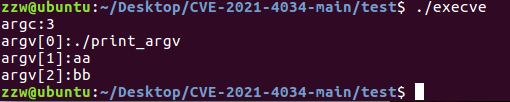 zzw@ubuntu:~/Desktop/CVE-2021-4034-main/test$ ./execve
argc:3
argv[0]:./print_argv
argv[1]:aa
argv[2]:bb
zzw@ubuntu:~/Desktop/CVE-2021-4034-main/test$